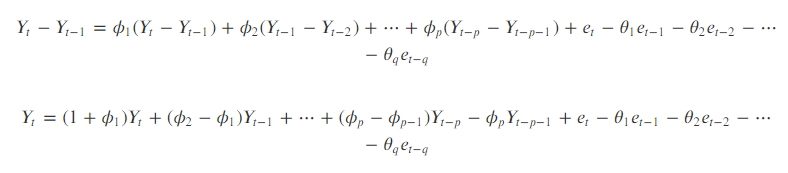 Y_t − Y_{t−1} = ϕ_1(Y_t − Y_{t−1}) + ϕ_2(Y_{t−1} − Y_{t−2}) + ⋯ + ϕ_p(Y_{t−p} − Y_{t−p−1}) + e_t − θ_1e_{t−1} − θ_2e_{t−2} − ⋯
− θ_qe_{t−q}
Y_t = (1 + ϕ_1)Y_t + (ϕ_2 − ϕ_1)Y_{t−1} + ⋯ + (ϕ_p − ϕ_{p−1})Y_{t−p} − ϕ_pY_{t−p−1} + e_t − θ_1e_{t−1} − θ_2e_{t−2} − ⋯
− θ_qe_{t−q}